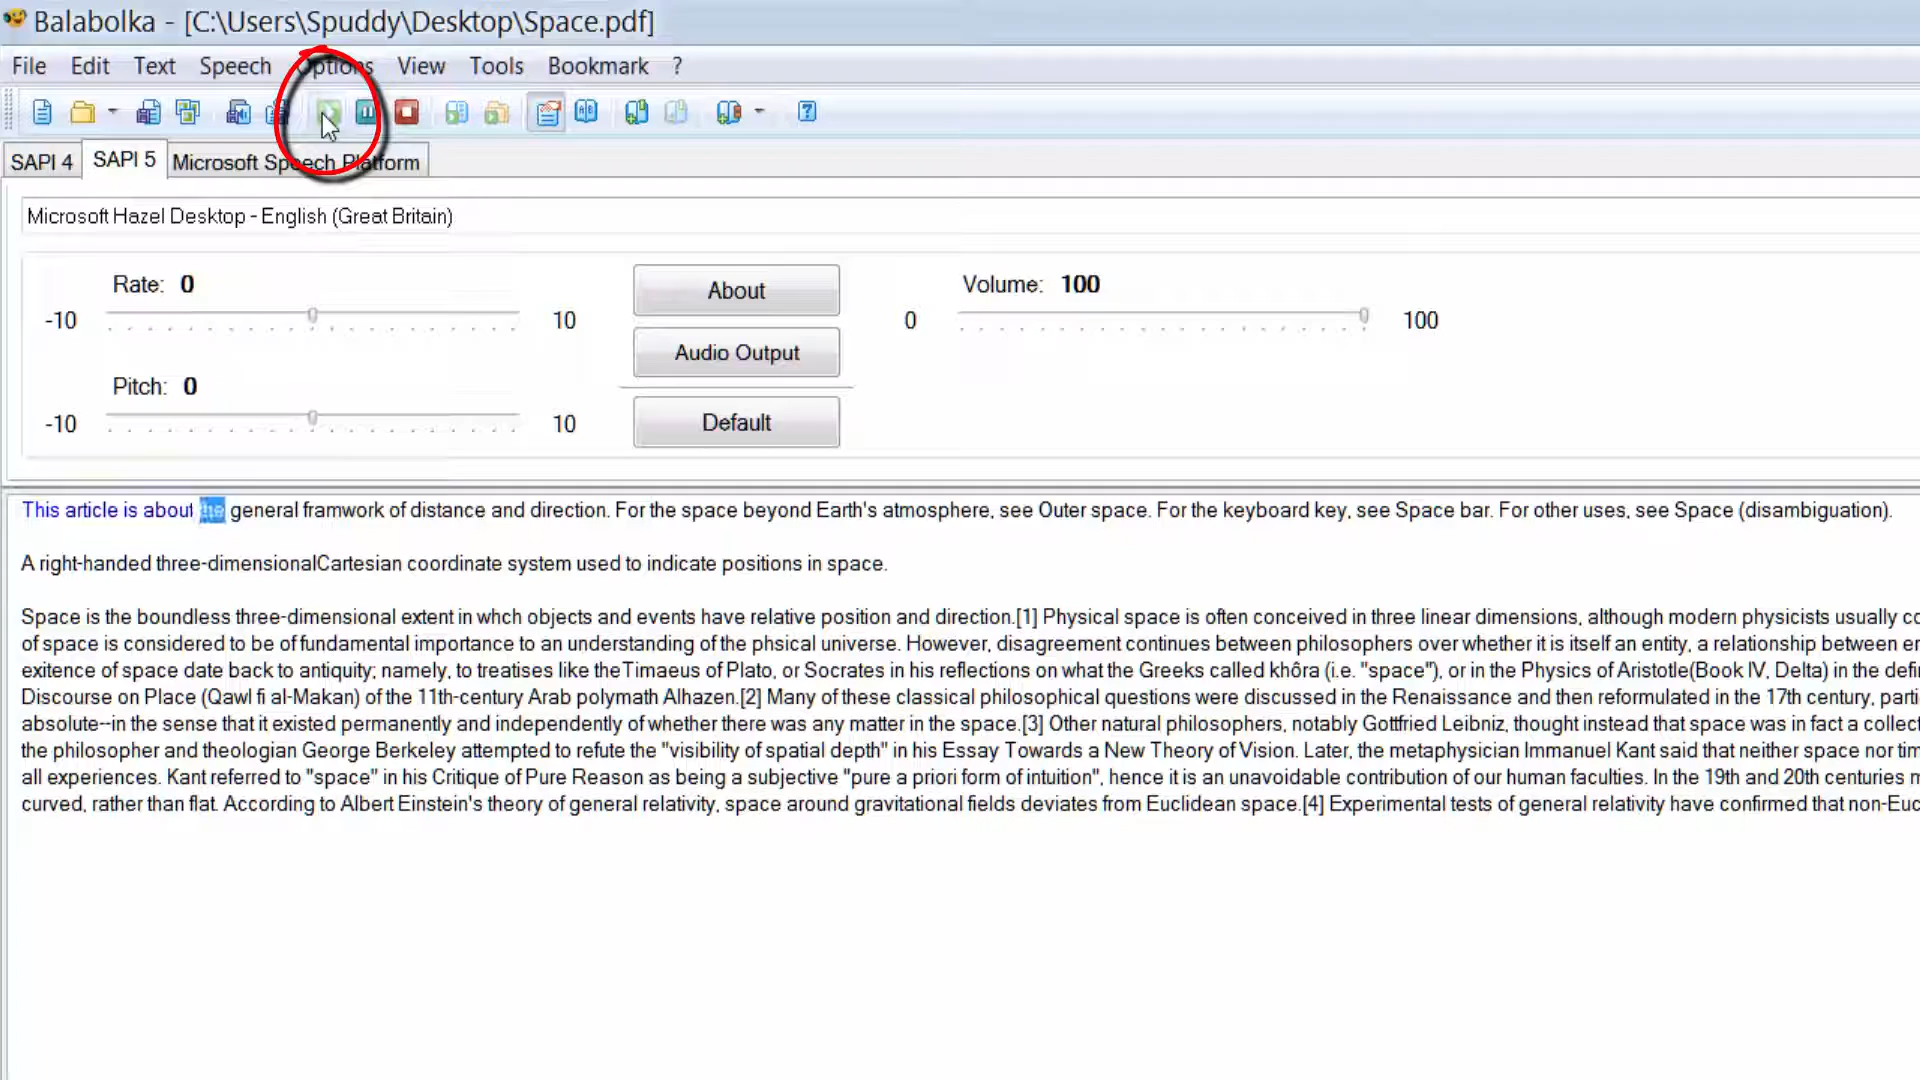 Balabolka - [C:\Users\Spuddy\Desktop\Space.pdf]
File Edit Text Speech Options View Tools Bookmark ?
SAPI 4 SAPI 5 Microsoft Speech Platform
Microsoft Hazel Desktop - English (Great Britain)
Rate: 0
-10 10
Pitch: 0
-10 10
About
Audio Output
Default
Volume: 100
0 100
This article is about the general framwork of distance and direction. For the space beyond Earth's atmosphere, see Outer space. For the keyboard key, see Space bar. For other uses, see Space (disambiguation).
A right-handed three-dimensionalCartesian coordinate system used to indicate positions in space.
Space is the boundless three-dimensional extent in whch objects and events have relative position and direction.[1] Physical space is often conceived in three linear dimensions, although modern physicists usually co
of space is considered to be of fundamental importance to an understanding of the phsical universe. However, disagreement continues between philosophers over whether it is itself an entity, a relationship between en
exitence of space date back to antiquity; namely, to treatises like theTimaeus of Plato, or Socrates in his reflections on what the Greeks called khôra (i.e. "space"), or in the Physics of Aristotle(Book IV, Delta) in the defi
Discourse on Place (Qawl fi al-Makan) of the 11th-century Arab polymath Alhazen.[2] Many of these classical philosophical questions were discussed in the Renaissance and then reformulated in the 17th century, parti
absolute--in the sense that it existed permanently and independently of whether there was any matter in the space.[3] Other natural philosophers, notably Gottfried Leibniz, thought instead that space was in fact a collect
the philosopher and theologian George Berkeley attempted to refute the "visibility of spatial depth" in his Essay Towards a New Theory of Vision. Later, the metaphysician Immanuel Kant said that neither space nor tim
all experiences. Kant referred to "space" in his Critique of Pure Reason as being a subjective "pure a priori form of intuition", hence it is an unavoidable contribution of our human faculties. In the 19th and 20th centuries m
curved, rather than flat. According to Albert Einstein's theory of general relativity, space around gravitational fields deviates from Euclidean space.[4] Experimental tests of general relativity have confirmed that non-Euc